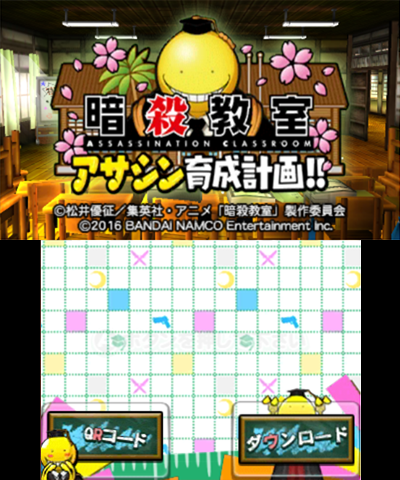 暗殺教室
ASSASSINATION CLASSROOM
アサシン育成計画!!
©松井優征／集英社・アニメ「暗殺教室」製作委員会
©2016 BANDAI NAMCO Entertainment Inc.
QRコード
ダウンロード